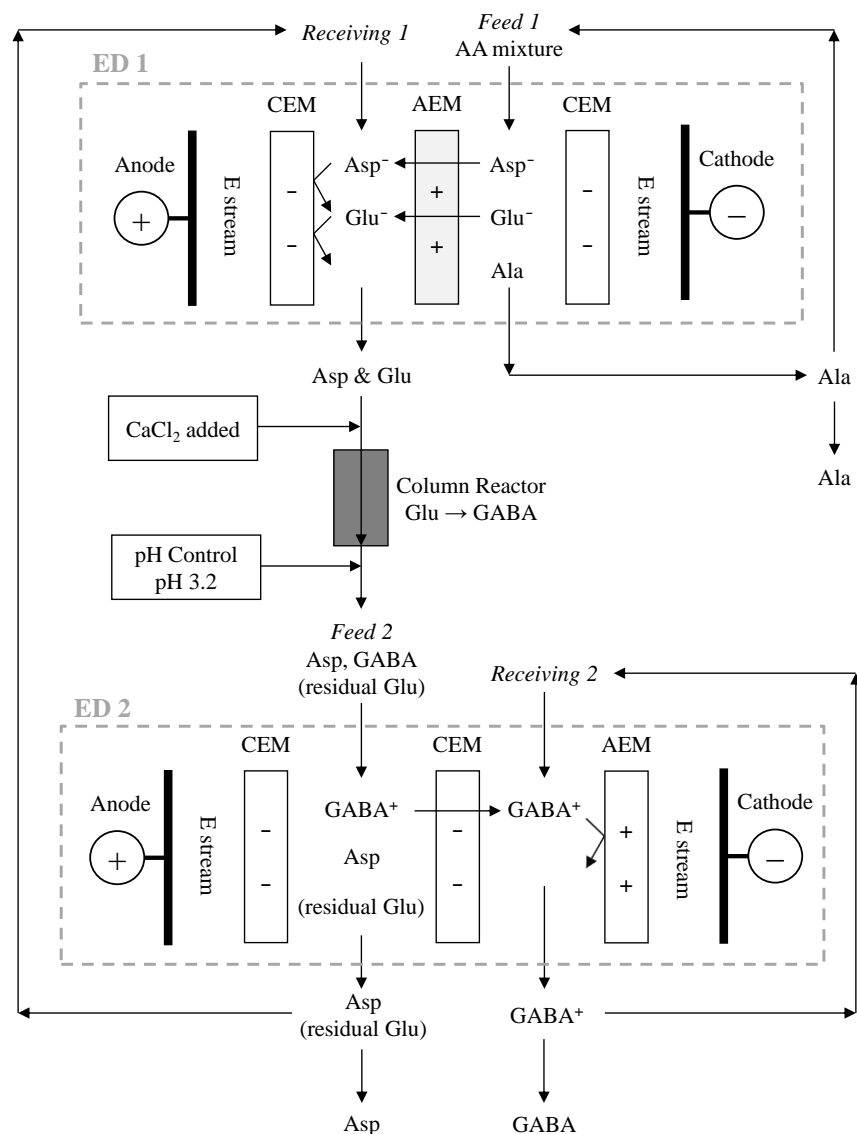 Receiving 1
Feed 1
AA mixture
ED 1
CEM
AEM
CEM
Anode
+
E stream
–
–
Asp⁻
Glu⁻
+
+
Asp⁻
Glu⁻
Ala
–
–
E stream
Cathode
–
Asp & Glu
Ala
CaCl₂ added
Column Reactor
Glu → GABA
Ala
pH Control
pH 3.2
Feed 2
Asp, GABA
(residual Glu)
Receiving 2
ED 2
CEM
CEM
AEM
Anode
+
E stream
–
–
GABA⁺
Asp
(residual Glu)
–
–
GABA⁺
+
+
E stream
Cathode
–
Asp
(residual Glu)
GABA⁺
Asp
GABA